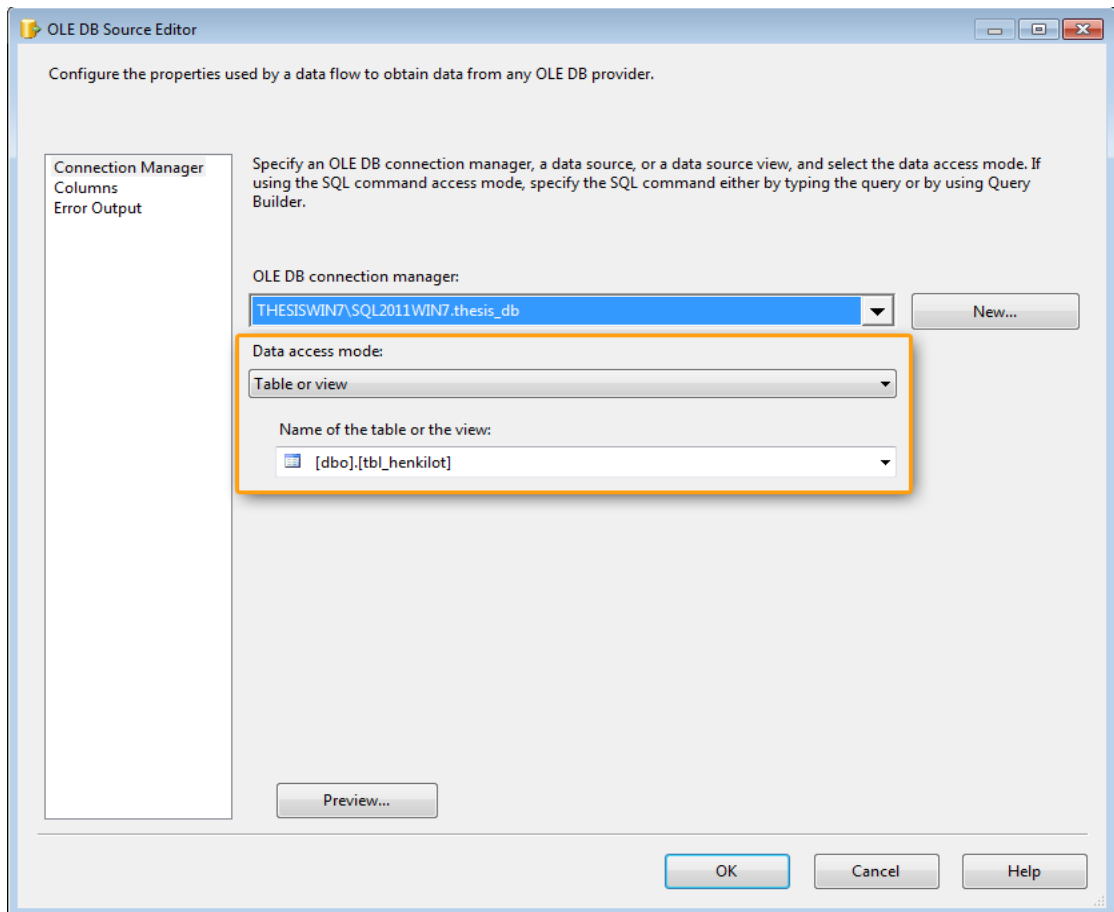 OLE DB Source Editor
Configure the properties used by a data flow to obtain data from any OLE DB provider.
Connection Manager
Columns
Error Output
Specify an OLE DB connection manager, a data source, or a data source view, and select the data access mode. If
using the SQL command access mode, specify the SQL command either by typing the query or by using Query
Builder.
OLE DB connection manager:
THESISWIN7\SQL2011WIN7.thesis_db
New...
Data access mode:
Table or view
Name of the table or the view:
[dbo].[tbl_henkilot]
Preview...
OK
Cancel
Help